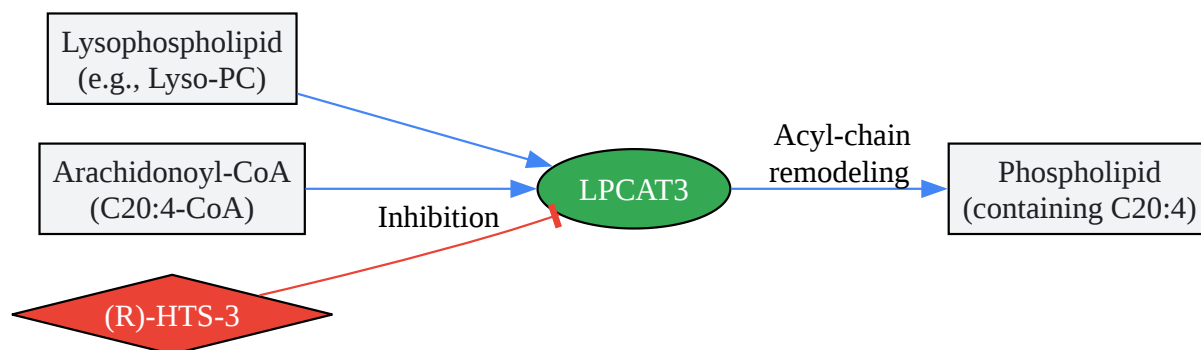 Lysophospholipid
(e.g., Lyso-PC)
Arachidonoyl-CoA
(C20:4-CoA)
(R)-HTS-3
Inhibition
LPCAT3
Acyl-chain
remodeling
Phospholipid
(containing C20:4)